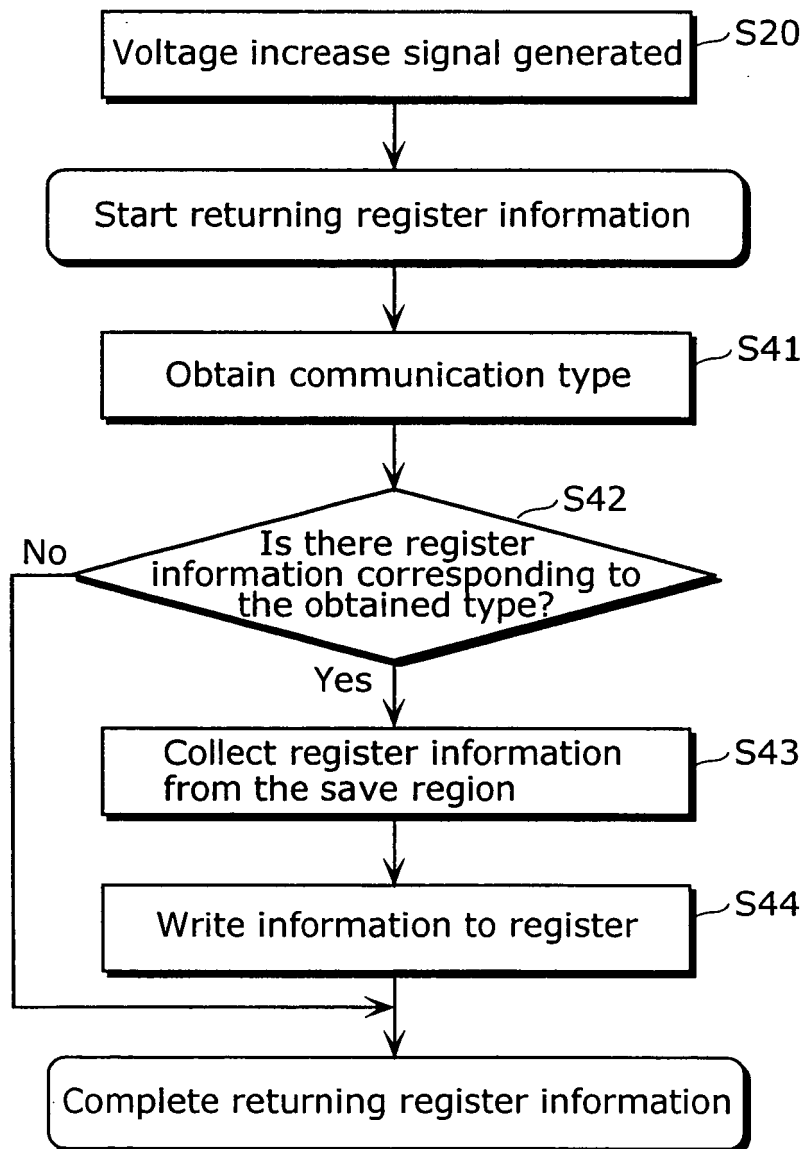 Voltage increase signal generated
S20
Start returning register information
S41
Obtain communication type
S42
No
Is there register
information corresponding to
the obtained type?
Yes
Collect register information
from the save region
S43
Write information to register
S44
Complete returning register information